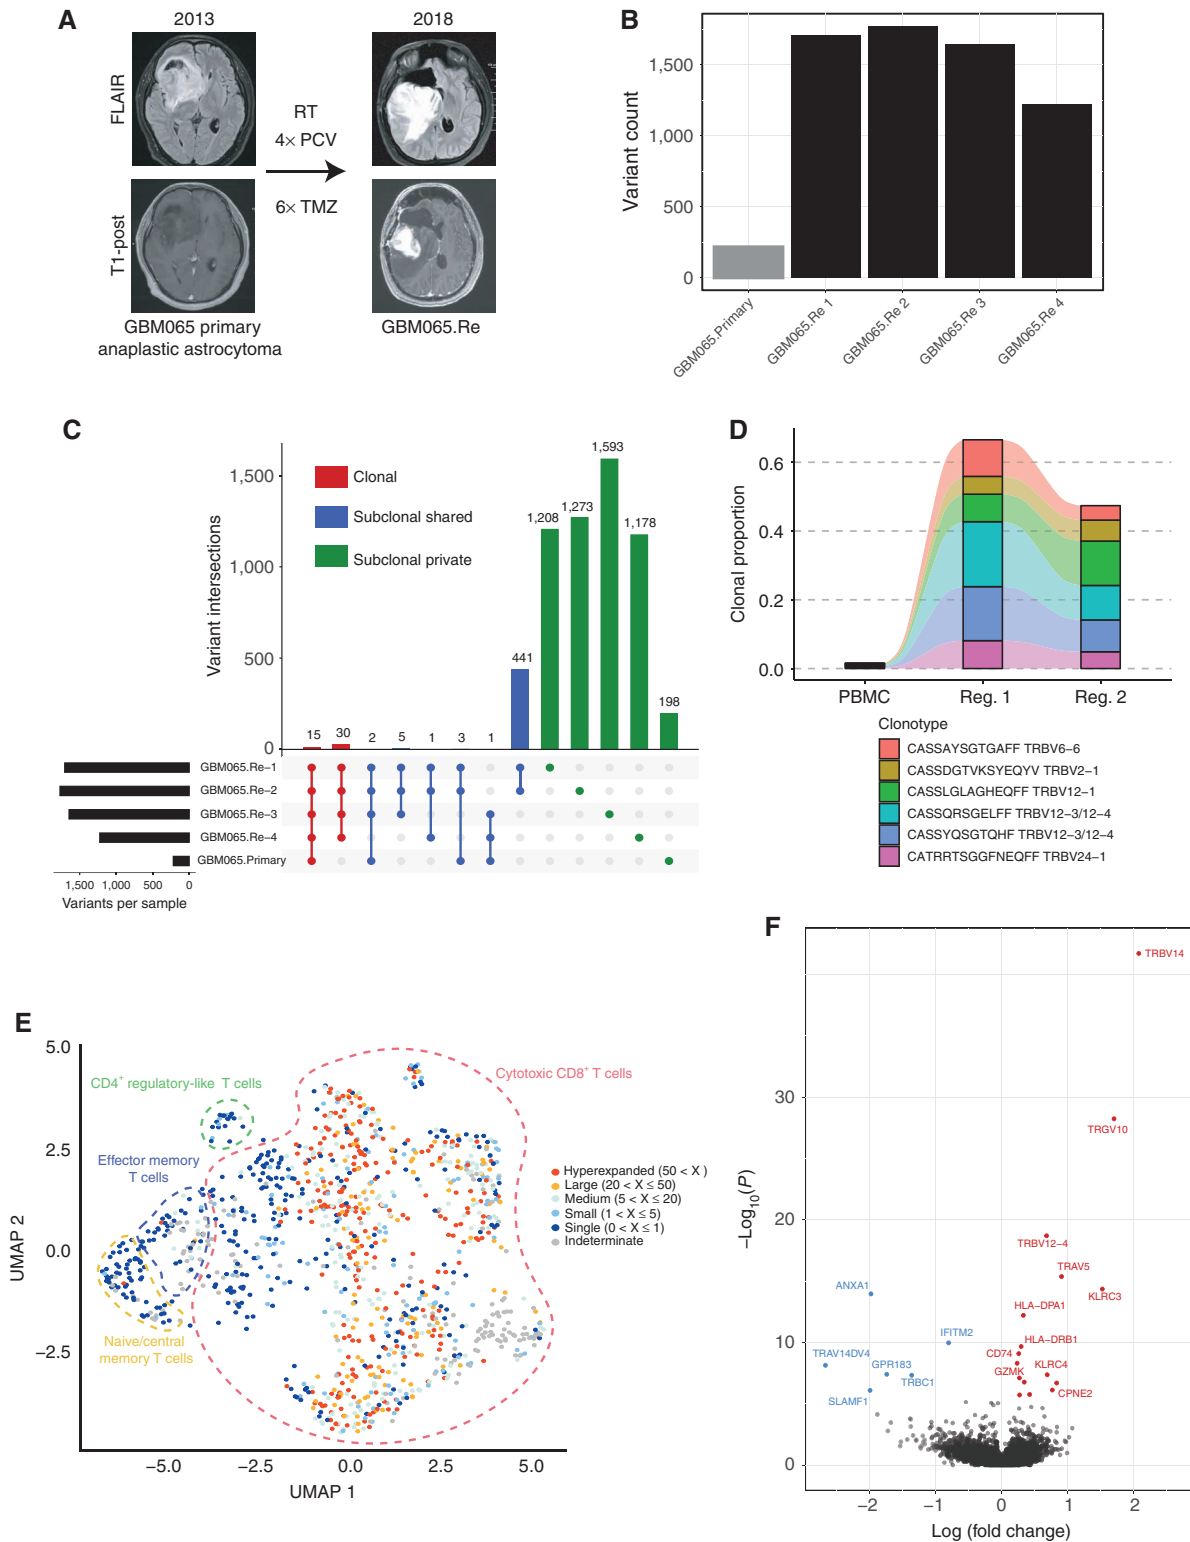 A
2013
2018
FLAIR
T1-post
RT
4× PCV
6× TMZ
GBM065 primary
anaplastic astrocytoma
GBM065.Re
B
Variant count
1,500
1,000
500
0
GBM065.Primary
GBM065.Re 1
GBM065.Re 2
GBM065.Re 3
GBM065.Re 4
C
Variant intersections
1,500
1,000
500
0
Clonal
Subclonal shared
Subclonal private
15
30
2
5
1
3
1
441
1,208
1,273
1,593
1,178
198
GBM065.Re-1
GBM065.Re-2
GBM065.Re-3
GBM065.Re-4
GBM065.Primary
1,500
1,000
500
0
Variants per sample
D
Clonal proportion
0.6
0.4
0.2
0.0
PBMC
Reg. 1
Reg. 2
Clonotype
CASSAYSGTGAFF TRBV6−6
CASSDGTVKSYEQYV TRBV2−1
CASSLGLAGHEQFF TRBV12−1
CASSQRSGELFF TRBV12−3/12−4
CASSYQSGTQHF TRBV12−3/12−4
CATRRTSGGFNEQFF TRBV24−1
E
UMAP 2
5.0
2.5
0.0
−2.5
CD4+ regulatory-like T cells
Cytotoxic CD8+ T cells
Effector memory
T cells
Naive/central
memory T cells
Hyperexpanded (50 < X )
Large (20 < X ≤ 50)
Medium (5 < X ≤ 20)
Small (1 < X ≤ 5)
Single (0 < X ≤ 1)
Indeterminate
−5.0
−2.5
0.0
2.5
5.0
UMAP 1
F
−Log10(P)
30
20
10
0
TRBV14
TRGV10
TRBV12−4
TRAV5
ANXA1
KLRC3
HLA−DPA1
IFITM2
HLA−DRB1
CD74
TRAV14DV4
GPR183
GZMK
KLRC4
TRBC1
SLAMF1
CPNE2
−2
−1
0
1
2
Log (fold change)